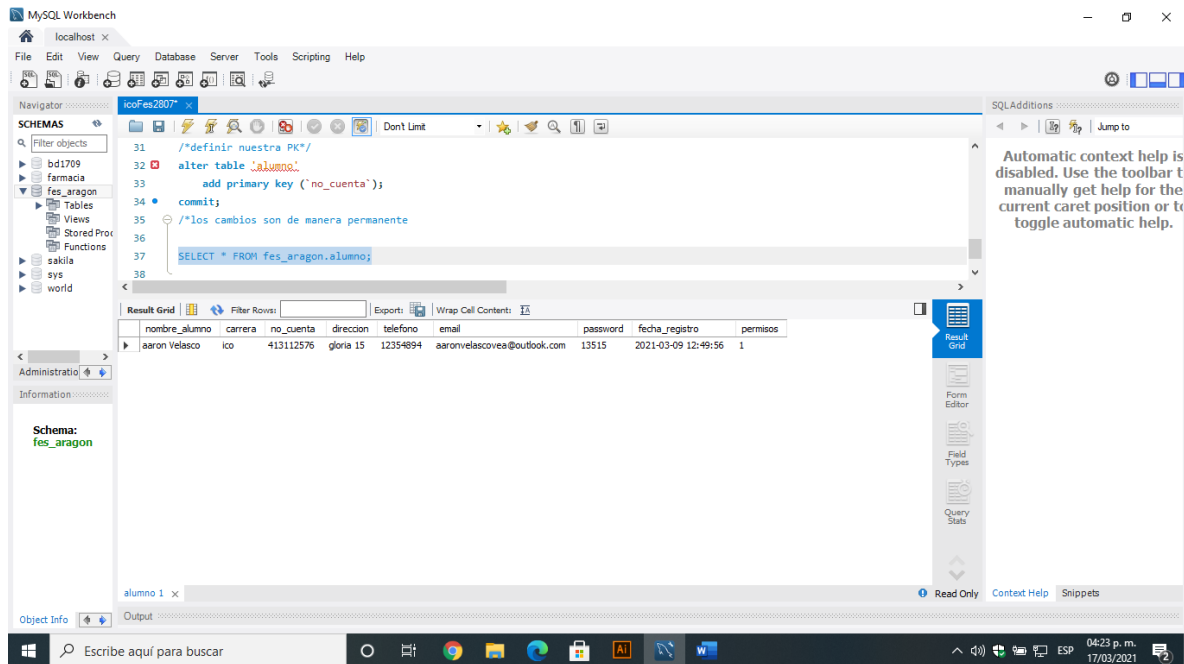 MySQL Workbench
localhost ×
File Edit View Query Database Server Tools Scripting Help
Navigator
SCHEMAS
Filter objects
bd1709
farmacia
fes_aragon
Tables
Views
Stored Proc
Functions
sakila
sys
world
Administratio
Information
Schema:
fes_aragon
Object Info
icoFes2807* ×
Don't Limit
31 /*definir nuestra PK*/
32 alter table `alumno`
33 add primary key (`no_cuenta`);
34 commit;
35 /*los cambios son de manera permanente
36
37 SELECT * FROM fes_aragon.alumno;
38
Result Grid Filter Rows: Export: Wrap Cell Content: IA
nombre_alumno carrera no_cuenta direccion telefono email password fecha_registro permisos
aaron Velasco ico 413112576 gloria 15 12354894 aaronvelascovea@outlook.com 13515 2021-03-09 12:49:56 1
Result Grid
Form Editor
Field Types
Query Stats
alumno 1 ×
Read Only
Output
SQLAdditions
Jump to
Automatic context help is
disabled. Use the toolbar t
manually get help for the
current caret position or to
toggle automatic help.
Context Help Snippets
Escribe aquí para buscar
Ai
W
ESP
04:23 p. m.
17/03/2021
2